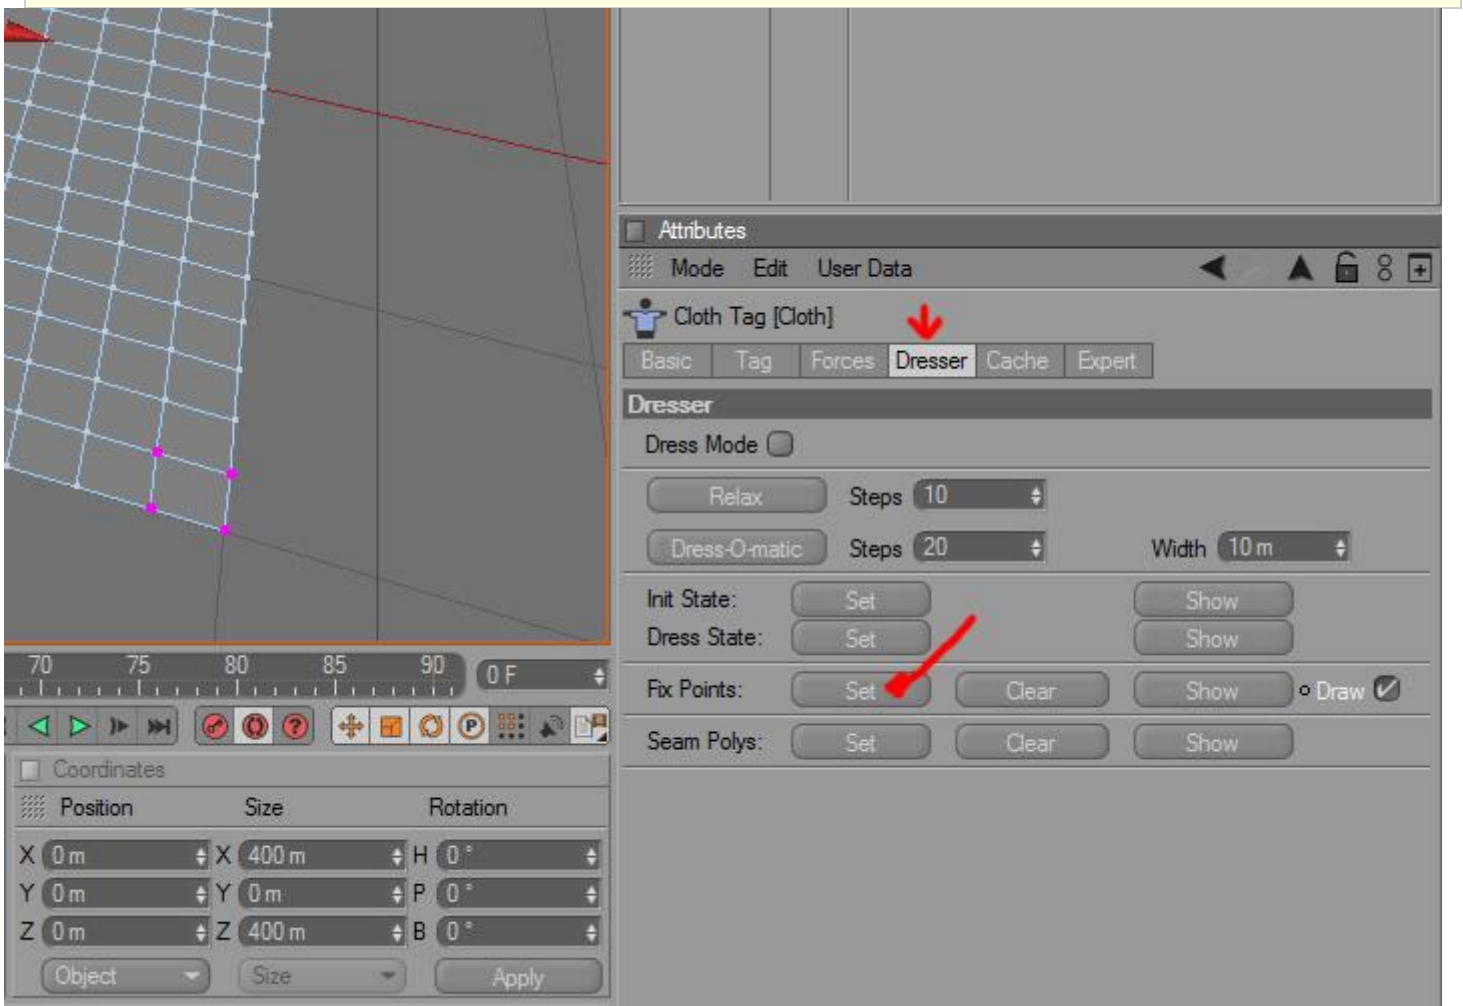 Attributes
Mode Edit User Data
Cloth Tag [Cloth]
Basic Tag Forces Dresser Cache Expert
Dresser
Dress Mode
Relax Steps 10
Dress-O-matic Steps 20 Width 10 m
Init State: Set Show
Dress State: Set Show
Fix Points: Set Clear Show Draw
Seam Polys: Set Clear Show
70 75 80 85 90 0 F
P
Coordinates
Position Size Rotation
X 0 m X 400 m H 0 °
Y 0 m Y 0 m P 0 °
Z 0 m Z 400 m B 0 °
Object Size Apply